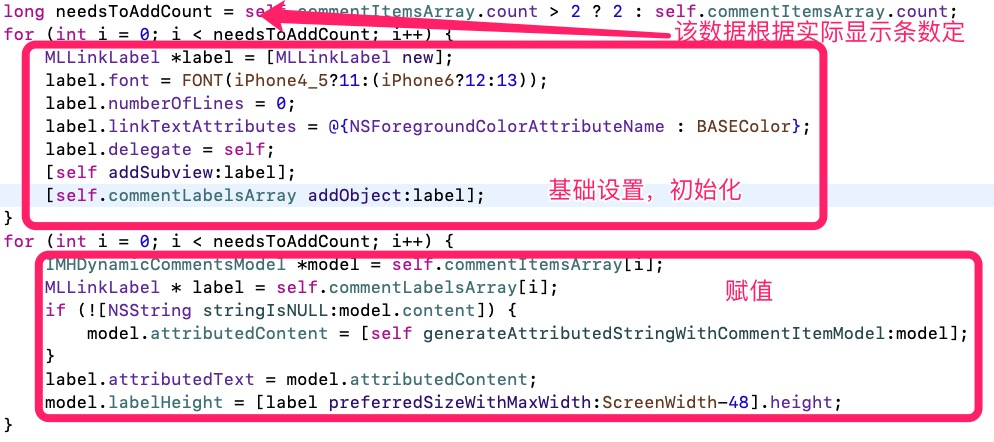 long needsToAddCount = self.commentItemsArray.count > 2 ? 2 : self.commentItemsArray.count;
该数据根据实际显示条数定
for (int i = 0; i < needsToAddCount; i++) {
MLLinkLabel *label = [MLLinkLabel new];
label.font = FONT(iPhone4_5?11:(iPhone6?12:13));
label.numberOfLines = 0;
label.linkTextAttributes = @{NSForegroundColorAttributeName : BASEColor};
label.delegate = self;
[self addSubview:label];
[self.commentLabelsArray addObject:label];
基础设置，初始化
}
for (int i = 0; i < needsToAddCount; i++) {
IMHDynamicCommentsModel *model = self.commentItemsArray[i];
MLLinkLabel * label = self.commentLabelsArray[i];
赋值
if (![NSString stringIsNULL:model.content]) {
model.attributedContent = [self generateAttributedStringWithCommentItemModel:model];
}
label.attributedText = model.attributedContent;
model.labelHeight = [label preferredSizeWithMaxWidth:ScreenWidth-48].height;
}